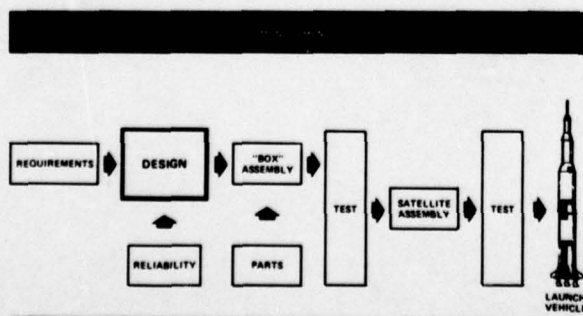 REQUIREMENTS
DESIGN
"BOX"
ASSEMBLY
TEST
SATELLITE
ASSEMBLY
TEST
RELIABILITY
PARTS
LAUNCH
VEHICLE